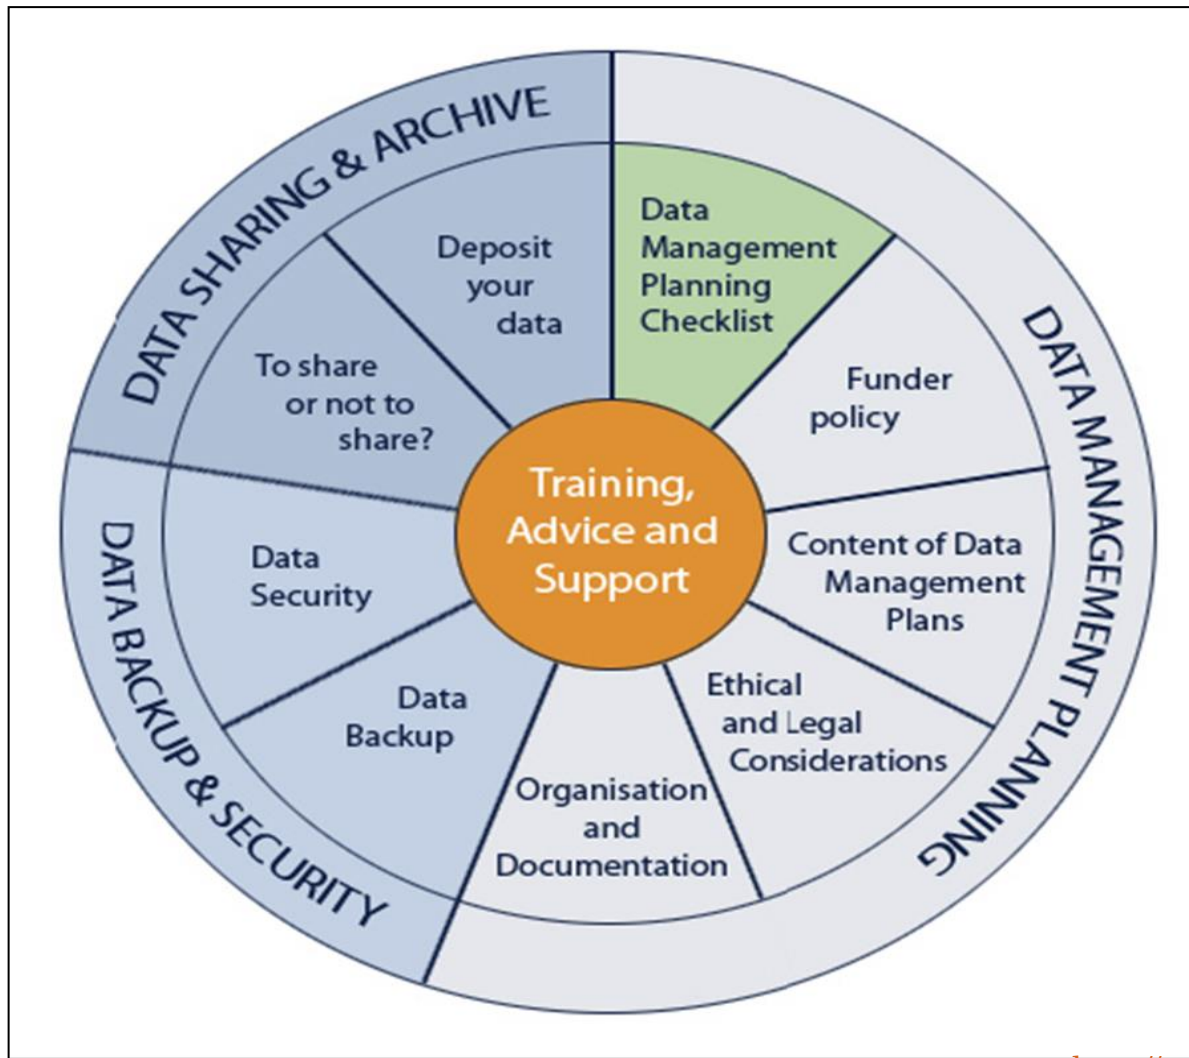 DATA SHARING & ARCHIVE
Deposit
your
data
To share
or not to
share?
Data
Management
Planning
Checklist
Funder
policy
Content of Data
Management
Plans
Ethical
and Legal
Considerations
Organisation
and
Documentation
DATA MANAGEMENT PLANNING
Data
Backup
Data
Security
DATA BACKUP & SECURITY
Training,
Advice and
Support